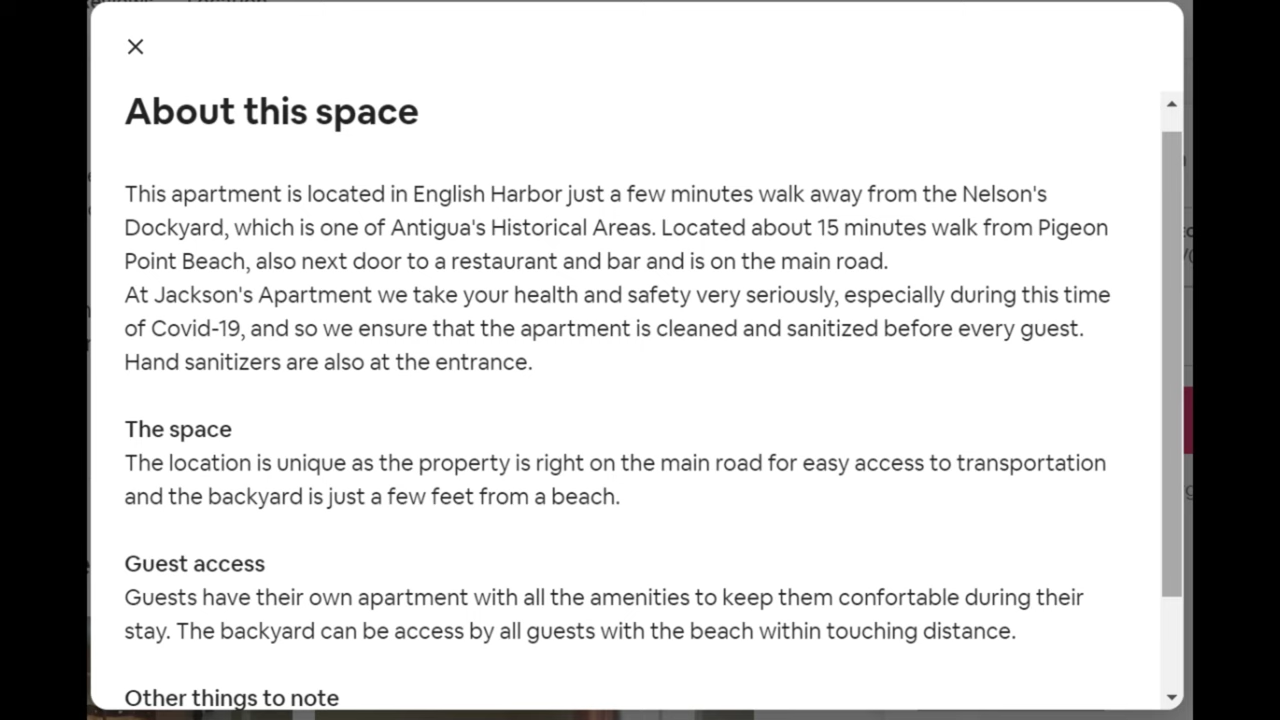 About this space
This apartment is located in English Harbor just a few minutes walk away from the Nelson's
Dockyard, which is one of Antigua's Historical Areas. Located about 15 minutes walk from Pigeon
Point Beach, also next door to a restaurant and bar and is on the main road.
At Jackson's Apartment we take your health and safety very seriously, especially during this time
of Covid-19, and so we ensure that the apartment is cleaned and sanitized before every guest.
Hand sanitizers are also at the entrance.
The space
The location is unique as the property is right on the main road for easy access to transportation
and the backyard is just a few feet from a beach.
Guest access
Guests have their own apartment with all the amenities to keep them confortable during their
stay. The backyard can be access by all guests with the beach within touching distance.
Other things to note